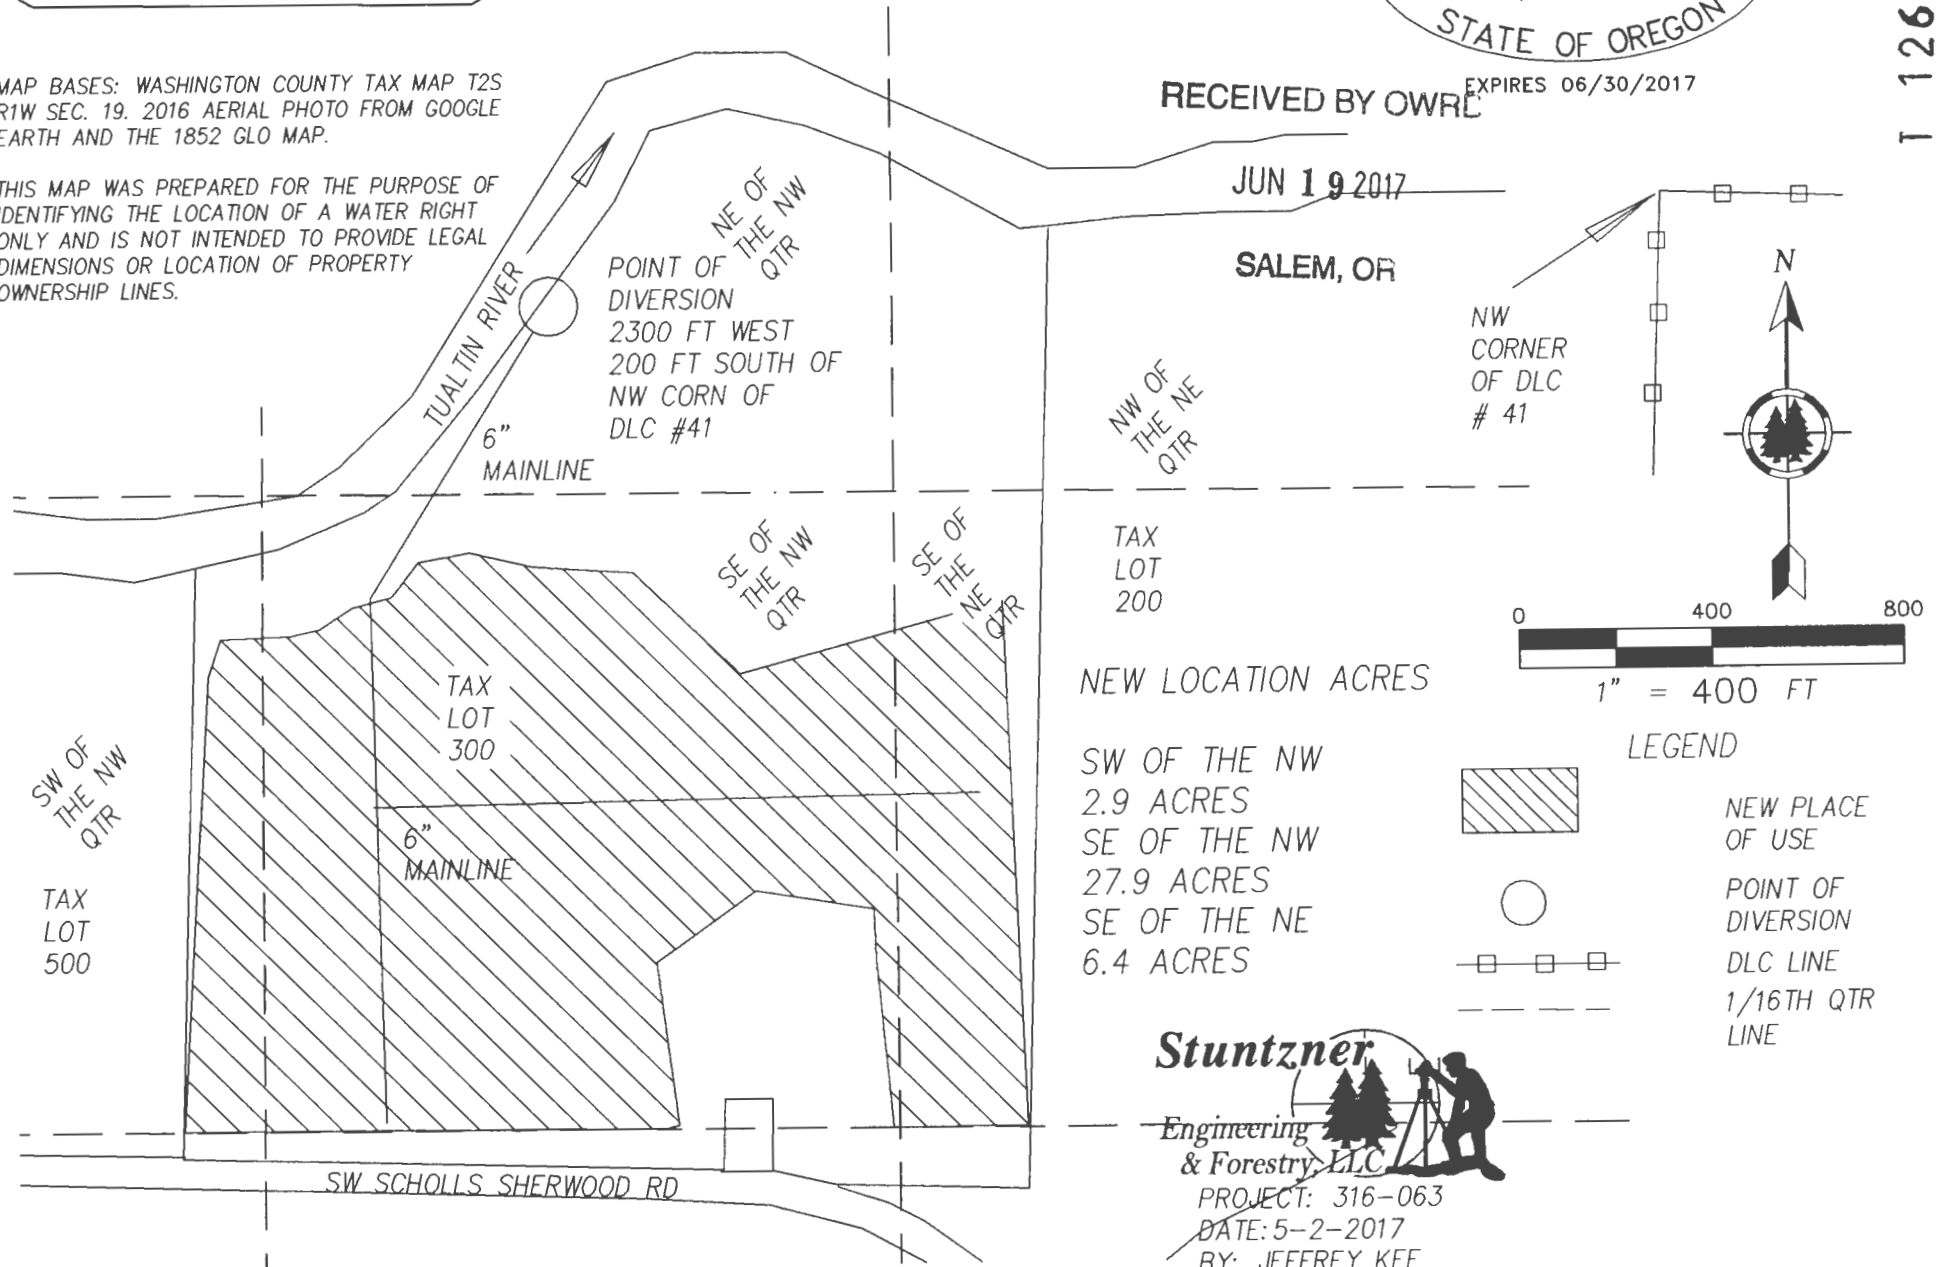 STATE OF OREGON
EXPIRES 06/30/2017
T 126
MAP BASES: WASHINGTON COUNTY TAX MAP T2S
R1W SEC. 19. 2016 AERIAL PHOTO FROM GOOGLE
EARTH AND THE 1852 GLO MAP.
THIS MAP WAS PREPARED FOR THE PURPOSE OF
IDENTIFYING THE LOCATION OF A WATER RIGHT
ONLY AND IS NOT INTENDED TO PROVIDE LEGAL
DIMENSIONS OR LOCATION OF PROPERTY
OWNERSHIP LINES.
RECEIVED BY OWRD
JUN 19 2017
SALEM, OR
NE OF
THE NW
QTR
TUALTIN RIVER
POINT OF
DIVERSION
2300 FT WEST
200 FT SOUTH OF
NW CORN OF
DLC #41
6"
MAINLINE
NW OF
THE NE
QTR
NW
CORNER
OF DLC
# 41
N
SE OF
THE NW
QTR
SE OF
THE
NE
QTR
TAX
LOT
200
0 400 800
1" = 400 FT
TAX
LOT
300
SW OF
THE NW
QTR
TAX
LOT
500
6"
MAINLINE
NEW LOCATION ACRES
SW OF THE NW
2.9 ACRES
SE OF THE NW
27.9 ACRES
SE OF THE NE
6.4 ACRES
LEGEND
NEW PLACE
OF USE
POINT OF
DIVERSION
DLC LINE
1/16TH QTR
LINE
SW SCHOLLS SHERWOOD RD
Stuntzner
Engineering
& Forestry, LLC
PROJECT: 316-063
DATE: 5-2-2017
BY: JEFFREY KEE